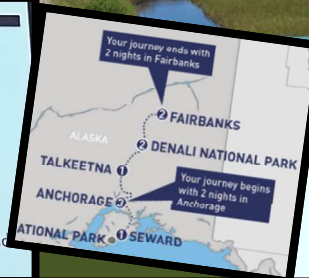 Your journey ends with
2 nights in Fairbanks
2 FAIRBANKS
ALASKA
2 DENALI NATIONAL PARK
TALKEETNA 1
Your journey begins
with 2 nights in
Anchorage
ANCHORAGE 3
ATIONAL PARK
1 SEWARD